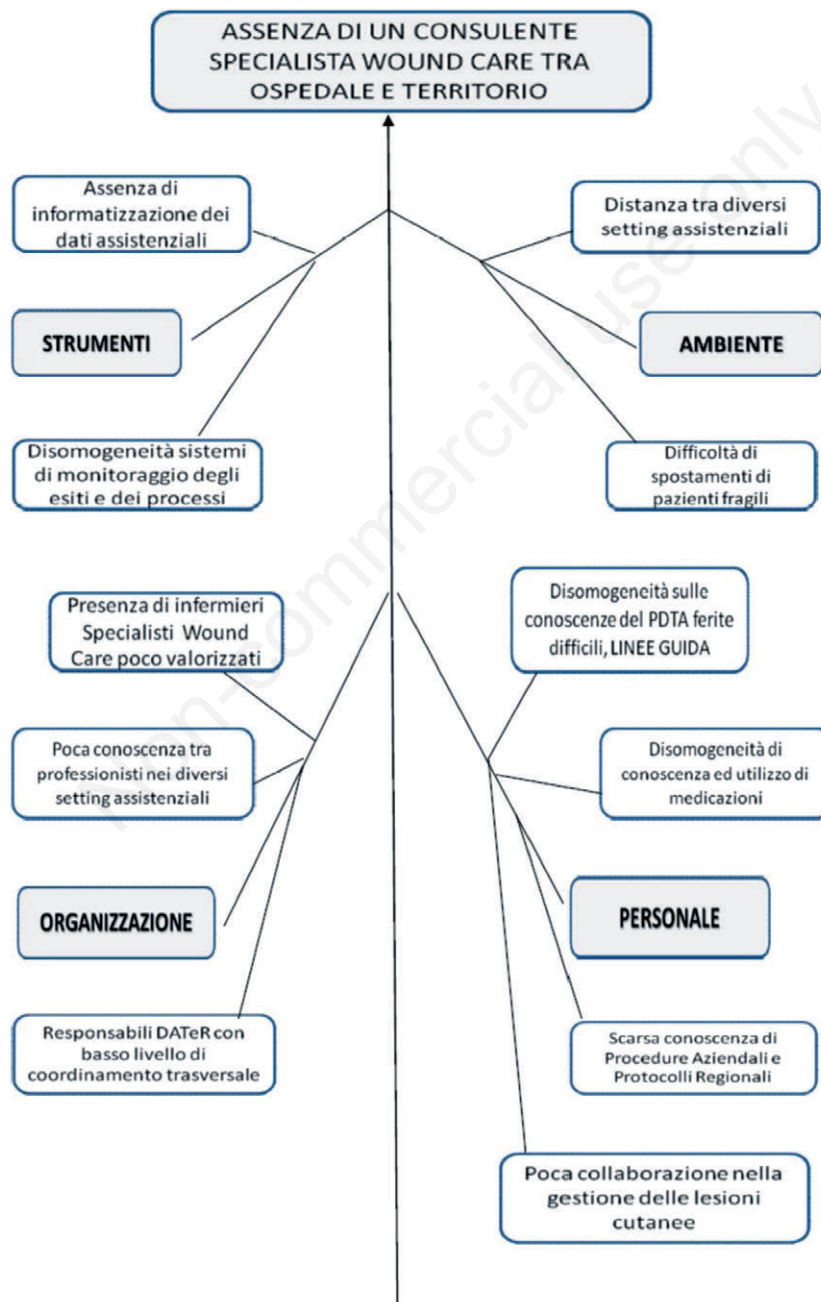 ASSENZA DI UN CONSULENTE
SPECIALISTA WOUND CARE TRA
OSPEDALE E TERRITORIO
Assenza di
informatizzazione dei
dati assistenziali
Distanza tra diversi
setting assistenziali
STRUMENTI
AMBIENTE
Disomogeneità sistemi
di monitoraggio degli
esiti e dei processi
Difficoltà di
spostamenti di
pazienti fragili
Presenza di infermieri
Specialisti Wound
Care poco valorizzati
Disomogeneità sulle
conoscenze del PDTA ferite
difficili, LINEE GUIDA
Poca conoscenza tra
professionisti nei diversi
setting assistenziali
Disomogeneità di
conoscenza ed utilizzo di
medicazioni
ORGANIZZAZIONE
PERSONALE
Responsabili DATeR con
basso livello di
coordinamento trasversale
Scarsa conoscenza di
Procedure Aziendali e
Protocolli Regionali
Poca collaborazione nella
gestione delle lesioni
cutanee
Non-commercial use only